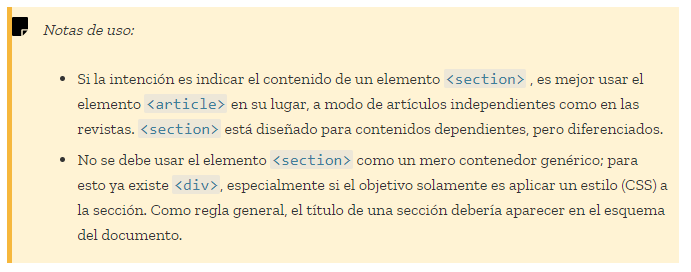 Notas de uso:
Si la intención es indicar el contenido de un elemento <section> , es mejor usar el
elemento <article> en su lugar, a modo de artículos independientes como en las
revistas. <section> está diseñado para contenidos dependientes, pero diferenciados.
No se debe usar el elemento <section> como un mero contenedor genérico; para
esto ya existe <div>, especialmente si el objetivo solamente es aplicar un estilo (CSS) a
la sección. Como regla general, el título de una sección debería aparecer en el esquema
del documento.